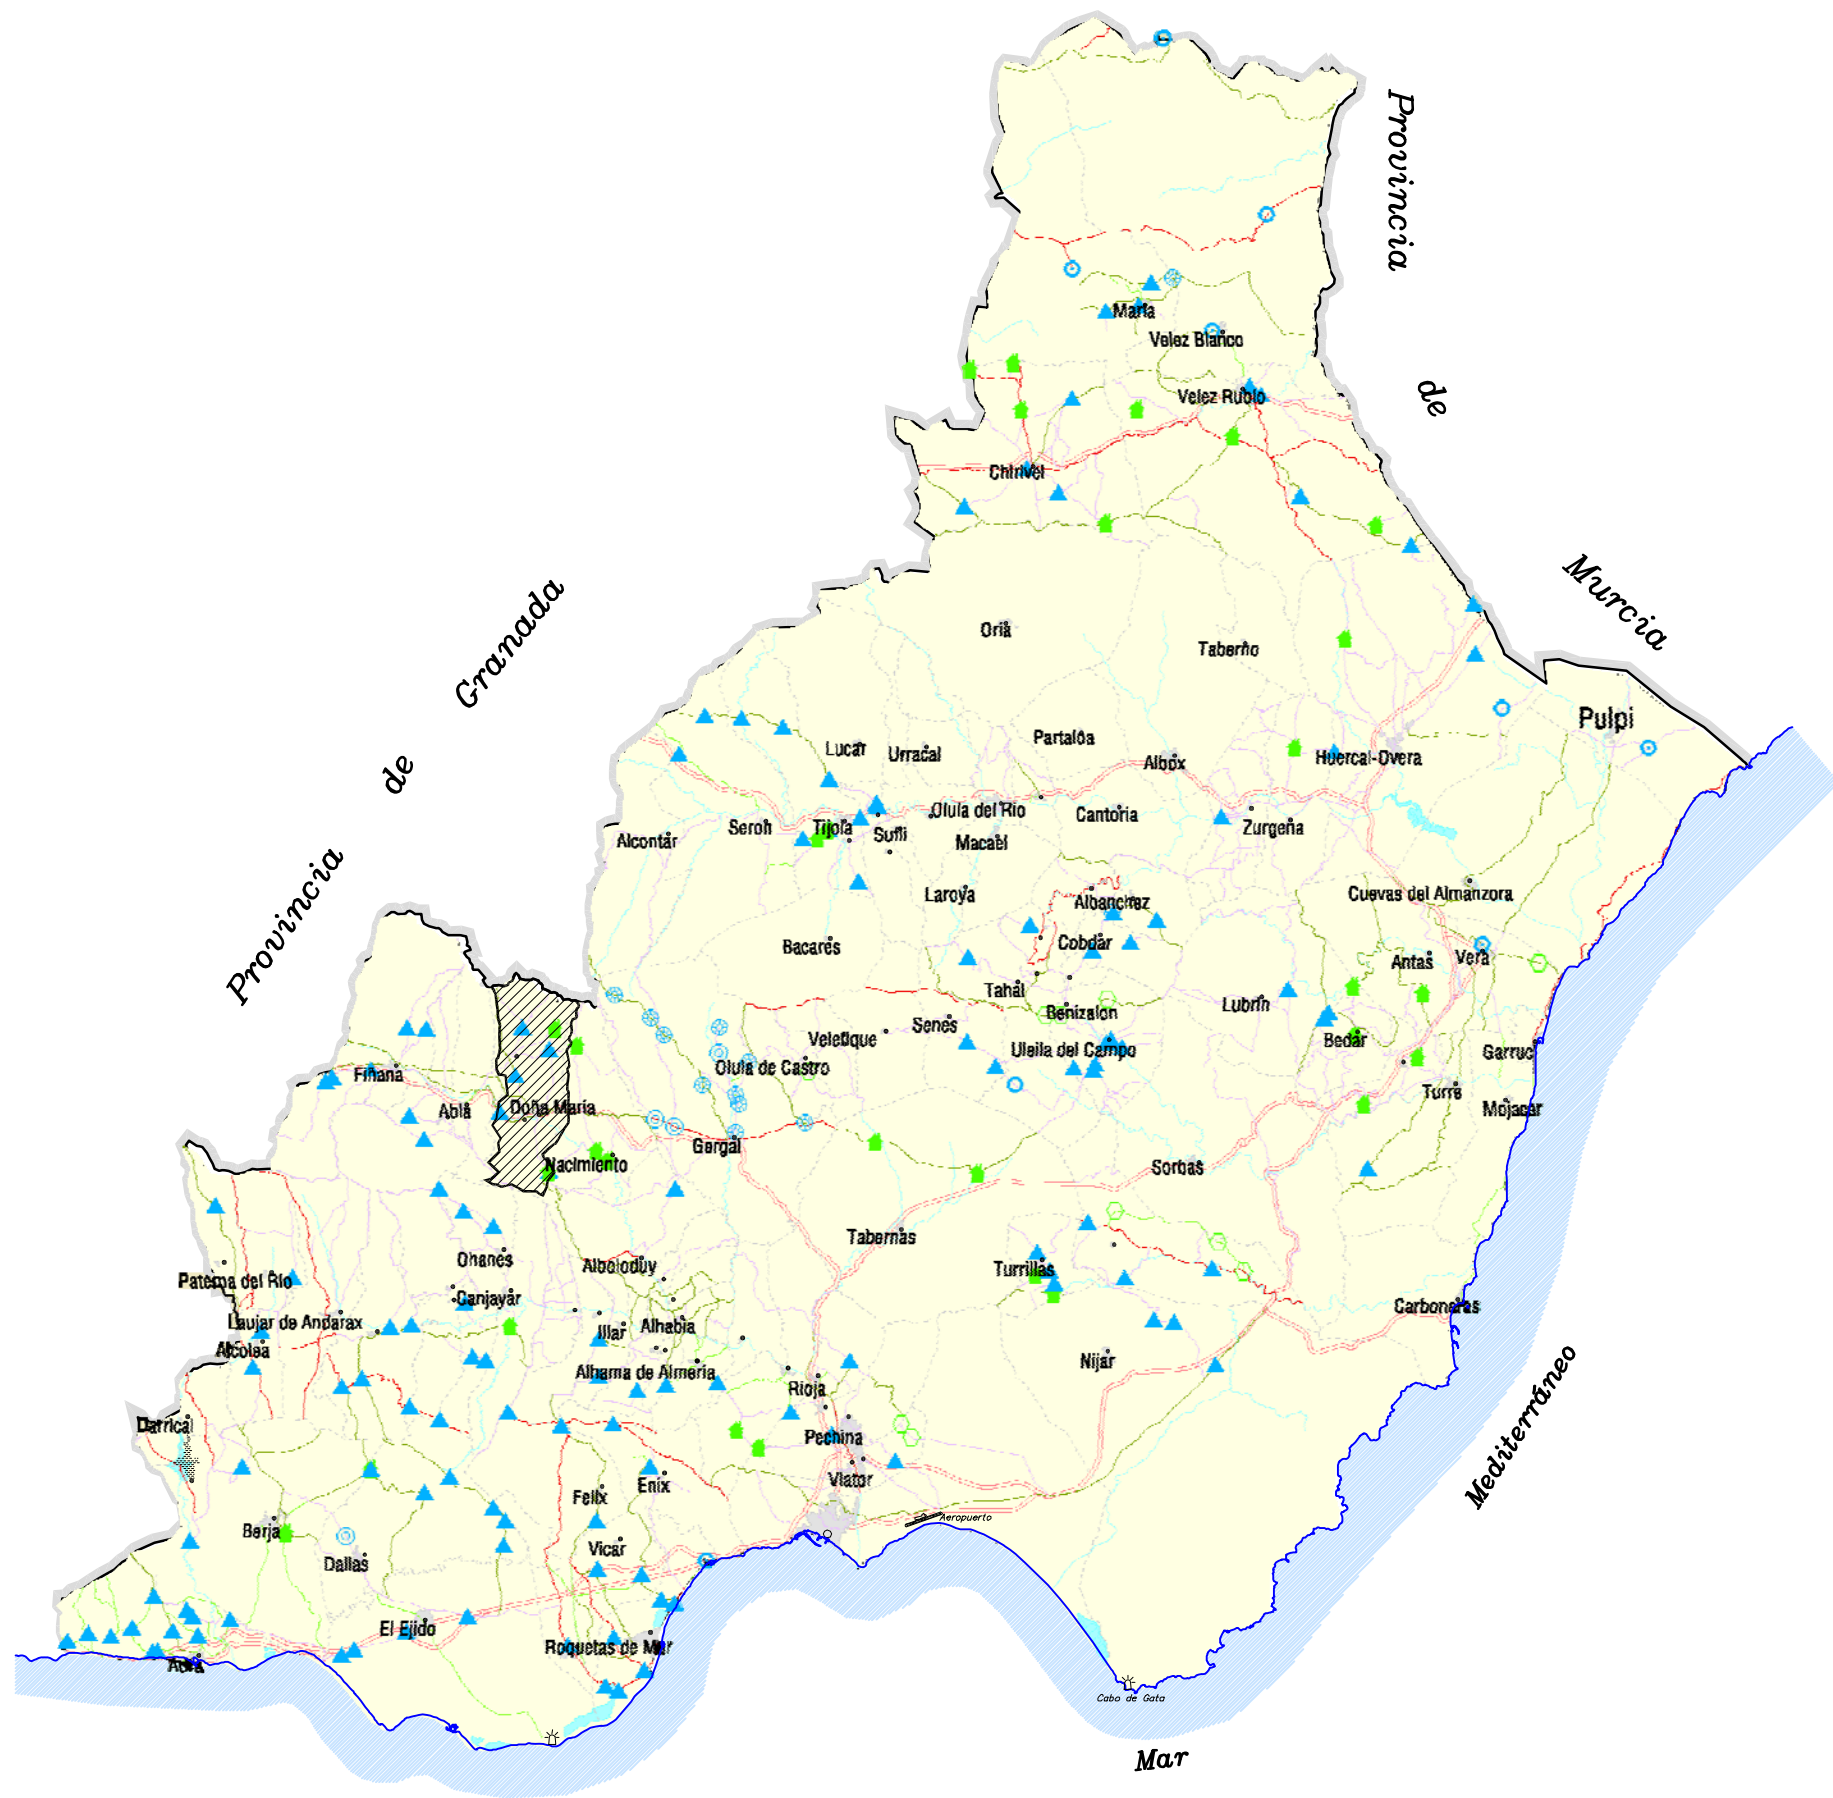 Provincia
de
Murcia
Provincia
de
Granada
María
Velez Blanco
Velez Rubio
Chirivel
Oria
Taberno
Pulpi
Partaloa
Lucar
Urracal
Albox
Huercal-Overa
Olula del Rio
Cantoria
Seron
Tijola
Sufli
Zurgena
Alcontar
Macael
Laroya
Albanchez
Cuevas del Almanzora
Bacares
Cobdar
Antas
Vera
Tahal
Benizalon
Lubrin
Senes
Velefique
Uleila del Campo
Bedar
Garruc
Olula de Castro
Fiñana
Abla
Doña Maria
Turre
Mojacar
Gergal
Nacimiento
Sorbas
Tabernas
Ohanes
Alboloduy
Turrillas
Paterna del Rio
Canjayar
Carboneras
Laujar de Andarax
Illar
Alhabia
Alcolea
Nijar
Alhama de Almeria
Rioja
Darrical
Pechina
Viator
Enix
Felix
Berja
Aeropuerto
Vicar
Dallas
El Ejido
Roquetas de Mar
Adra
Cabo de Gata
Mar
Mediterráneo